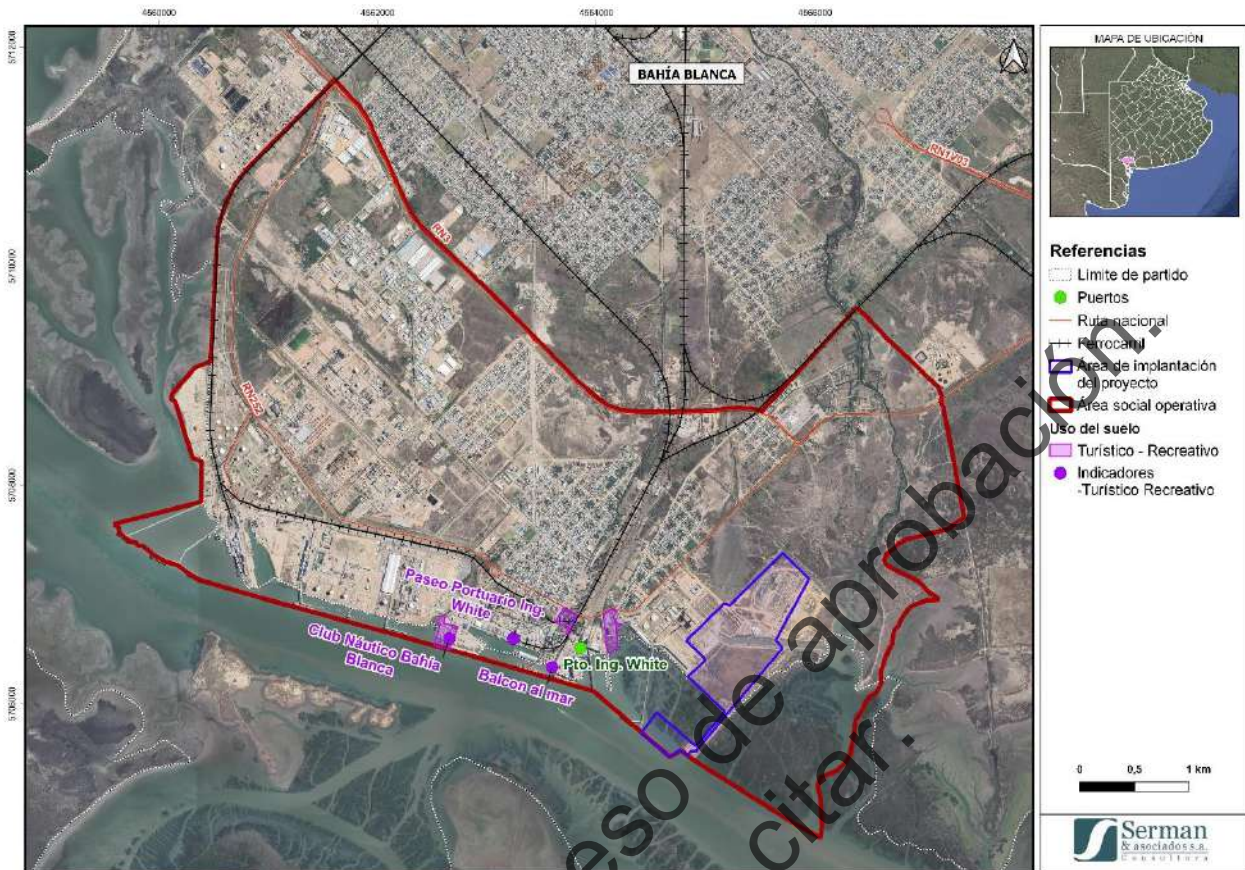 4560000
4562000
4564000
4566000
5712000
5710000
5708000
5706000
BAHÍA BLANCA
RN1V03
RN3
RN252
Paseo Portuario Ing.
White
Club Náutico Bahía
Blanca
Balcon al mar
Pto. Ing. White
MAPA DE UBICACIÓN
Referencias
Limite de partido
Puertos
Ruta nacional
Ferrocarril
Área de implantación
del proyecto
Área social operativa
Uso del suelo
Turístico - Recreativo
Indicadores
-Turístico Recreativo
0 0,5 1 km
Serman
& asociados s.a.
Consultora
eso de aprobación.
citar.